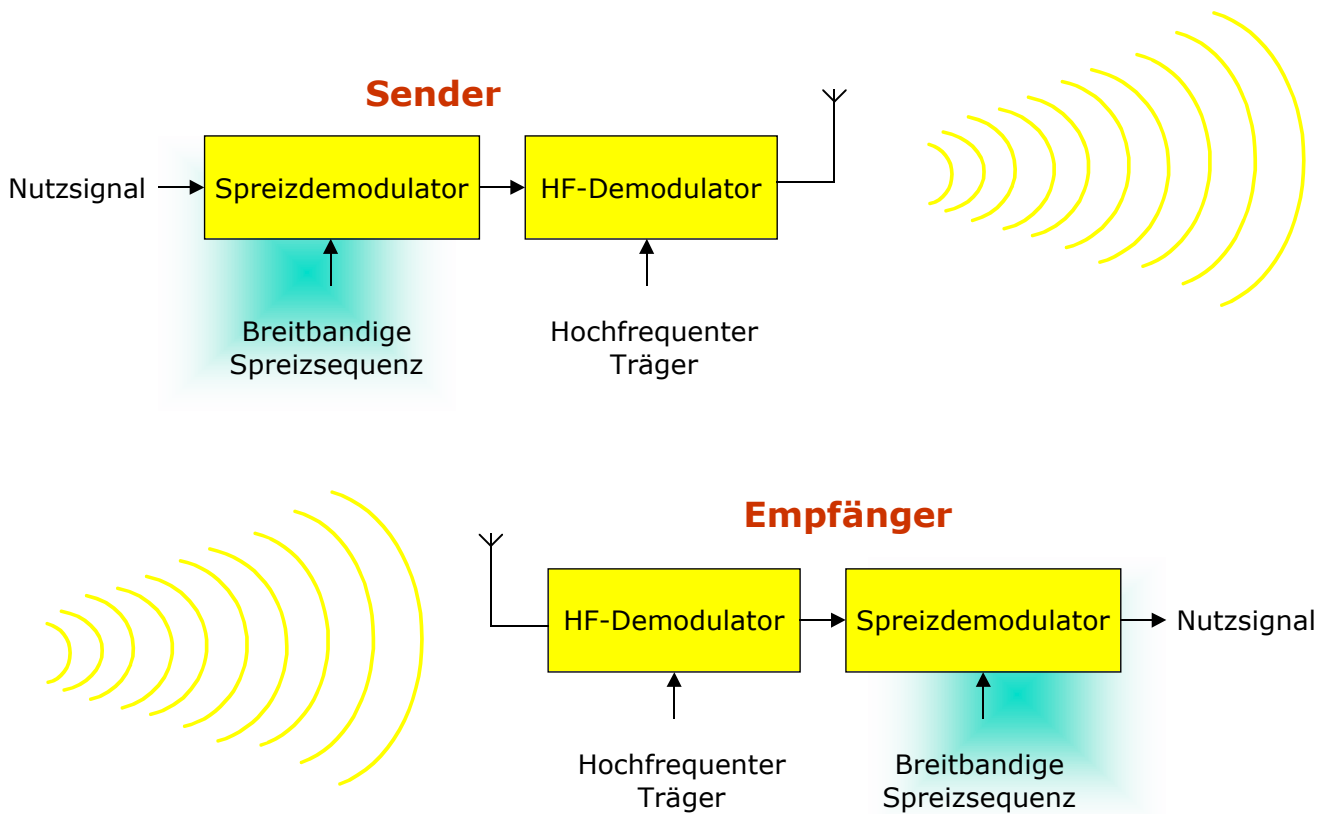 Sender
Nutzsignal
Spreizdemodulator
HF-Demodulator
Breitbandige
Spreizsequenz
Hochfrequenter
Träger
Empfänger
HF-Demodulator
Spreizdemodulator
Nutzsignal
Hochfrequenter
Träger
Breitbandige
Spreizsequenz